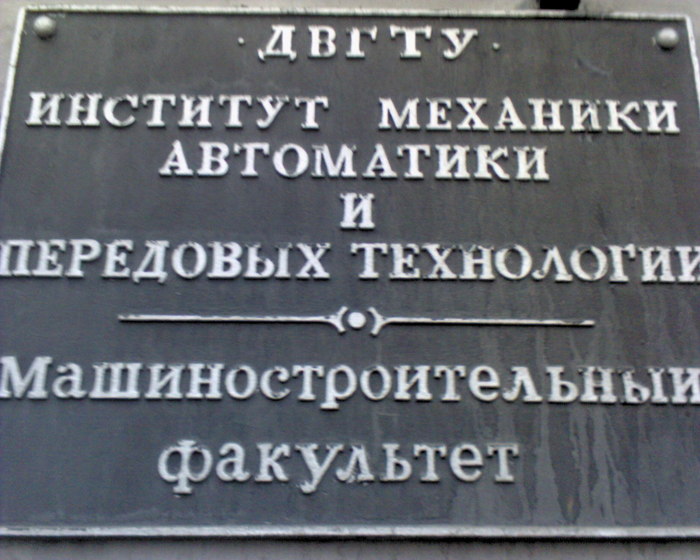 ·ДВГТУ·
ИНСТИТУТ МЕХАНИКИ
АВТОМАТИКИ
И
ПЕРЕДОВЫХ ТЕХНОЛОГИЙ
Машиностроительный
факультет